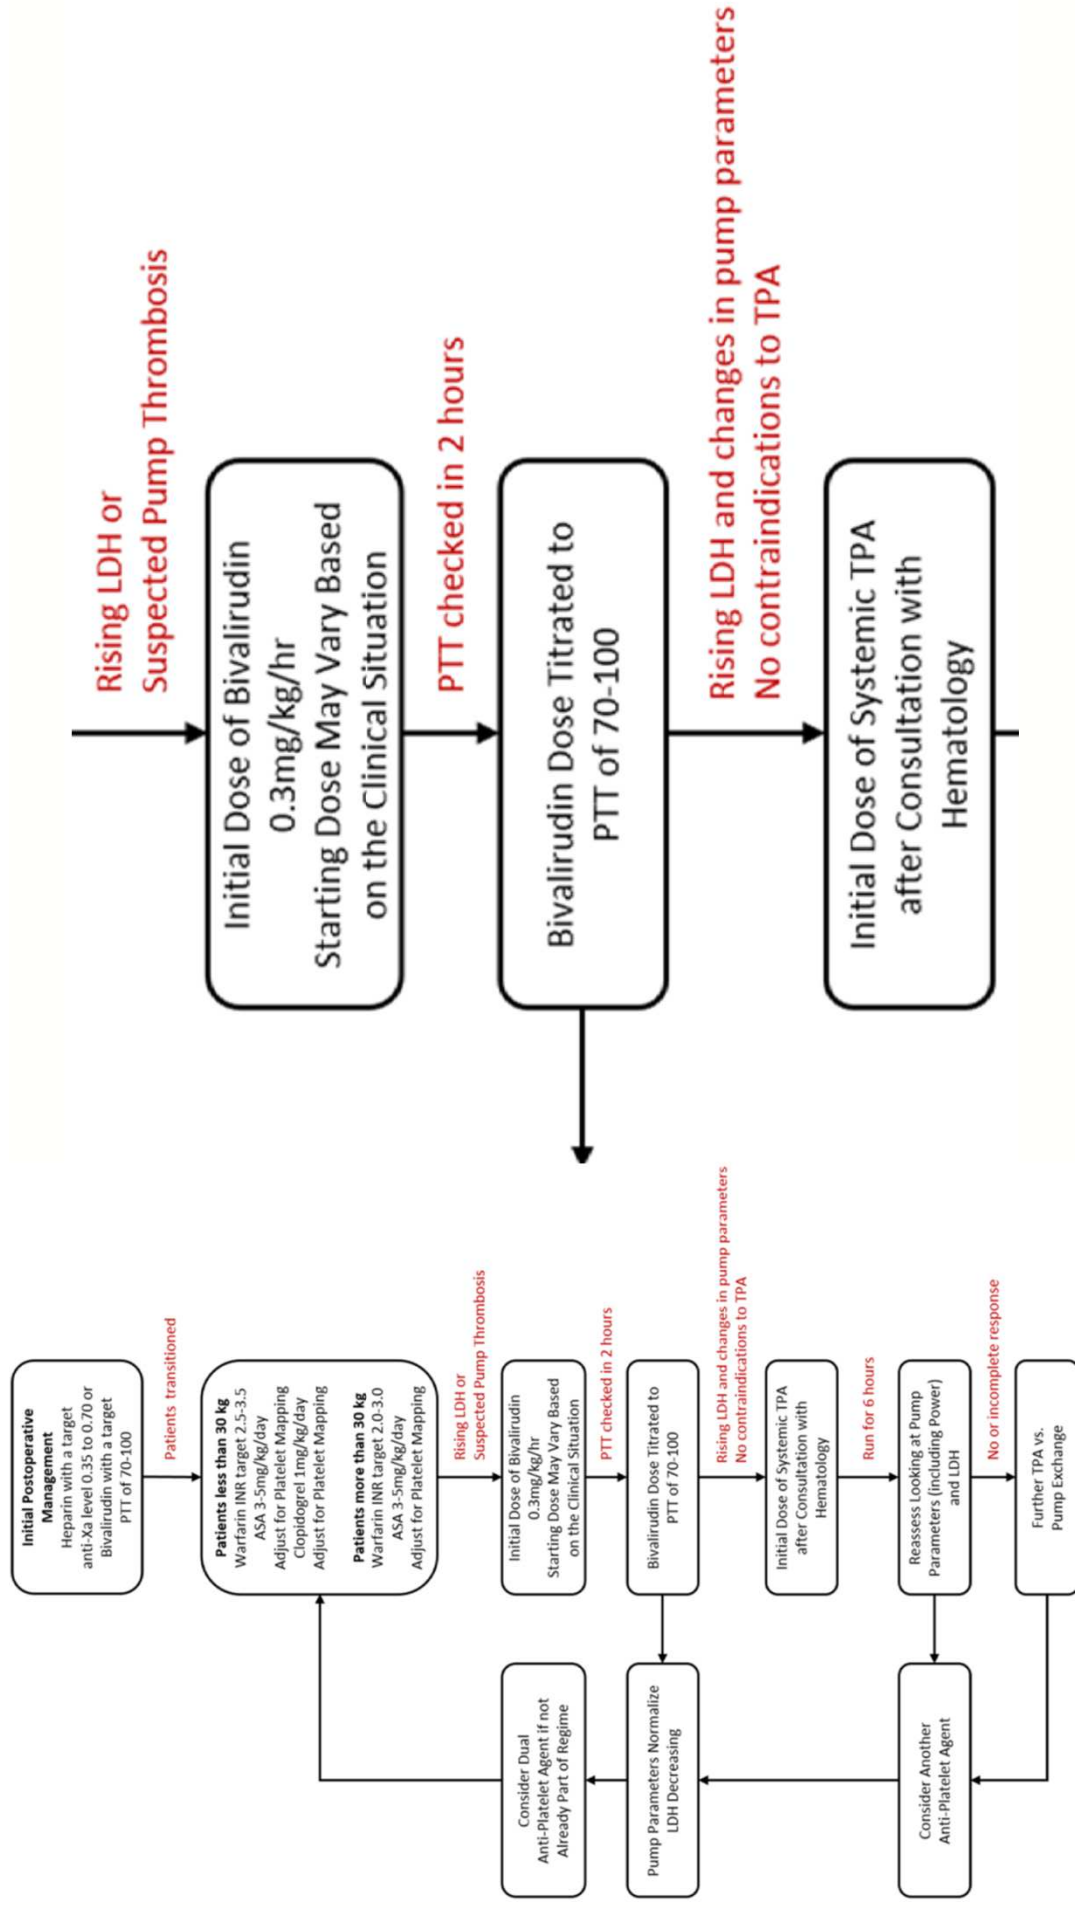 Rising LDH or
Suspected Pump Thrombosis
Initial Dose of Bivalirudin
0.3mg/kg/hr
Starting Dose May Vary Based
on the Clinical Situation
PTT checked in 2 hours
Bivalirudin Dose Titrated to
PTT of 70-100
Rising LDH and changes in pump parameters
No contraindications to TPA
Initial Dose of Systemic TPA
after Consultation with
Hematology
Initial Postoperative
Management
Heparin with a target
anti-Xa level 0.35 to 0.70 or
Bivalirudin with a target
PTT of 70-100
Patients transitioned
Patients less than 30 kg
Warfarin INR target 2.5-3.5
ASA 3-5mg/kg/day
Adjust for Platelet Mapping
Clopidogrel 1mg/kg/day
Adjust for Platelet Mapping
Patients more than 30 kg
Warfarin INR target 2.0-3.0
ASA 3-5mg/kg/day
Adjust for Platelet Mapping
Rising LDH or
Suspected Pump Thrombosis
Initial Dose of Bivalirudin
0.3mg/kg/hr
Starting Dose May Vary Based
on the Clinical Situation
PTT checked in 2 hours
Bivalirudin Dose Titrated to
PTT of 70-100
Rising LDH and changes in pump parameters
No contraindications to TPA
Initial Dose of Systemic TPA
after Consultation with
Hematology
Run for 6 hours
Reassess Looking at Pump
Parameters (including Power)
and LDH
No or incomplete response
Further TPA vs.
Pump Exchange
Consider Dual
Anti-Platelet Agent if not
Already Part of Regime
Pump Parameters Normalize
LDH Decreasing
Consider Another
Anti-Platelet Agent